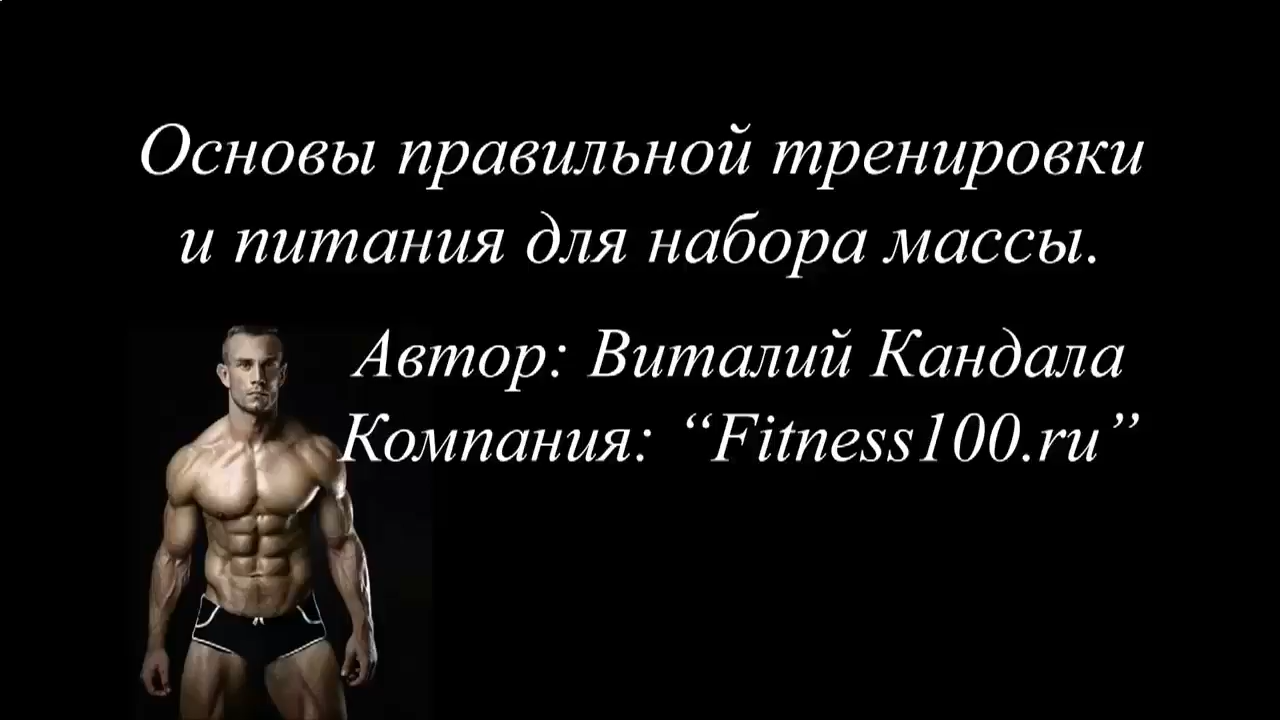 Основы правильной тренировки
и питания для набора массы.
Автор: Виталий Кандала
Компания: “Fitness100.ru”